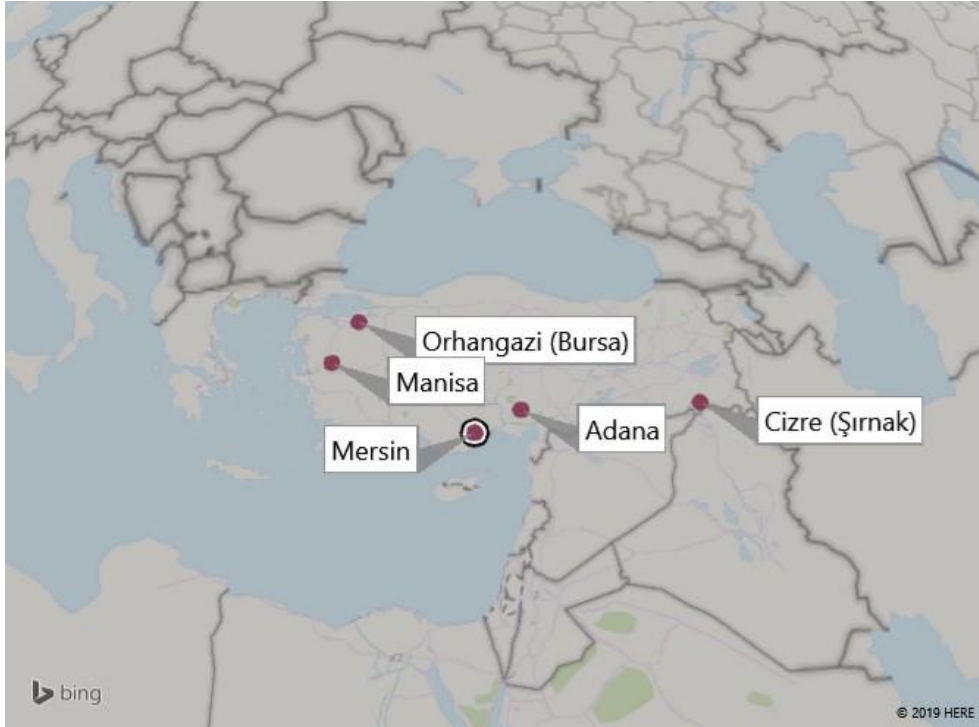 Orhangazi (Bursa)
Manisa
Mersin
Adana
Cizre (Şırnak)
bing
© 2019 HERE